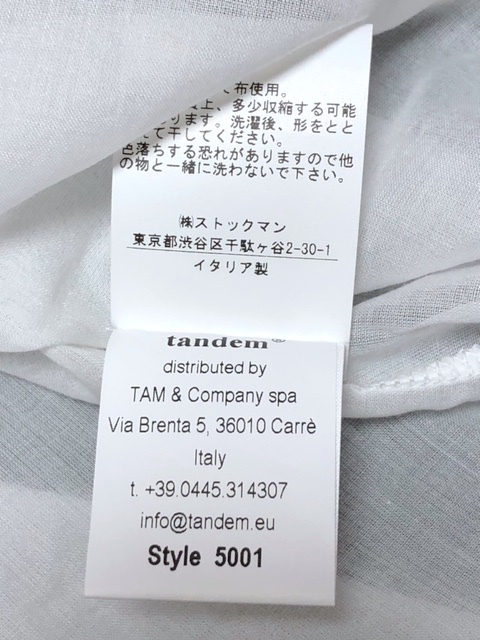 布使用。
上、多少収縮する可能
ります。洗濯後、形をとと
て干してください。
色落ちする恐れがありますので他
の物と一緒に洗わないで下さい。
㈱ストックマン
東京都渋谷区千駄ヶ谷2-30-1
イタリア製
tandem®
distributed by
TAM & Company spa
Via Brenta 5, 36010 Carrè
Italy
t. +39.0445.314307
info@tandem.eu
Style 5001